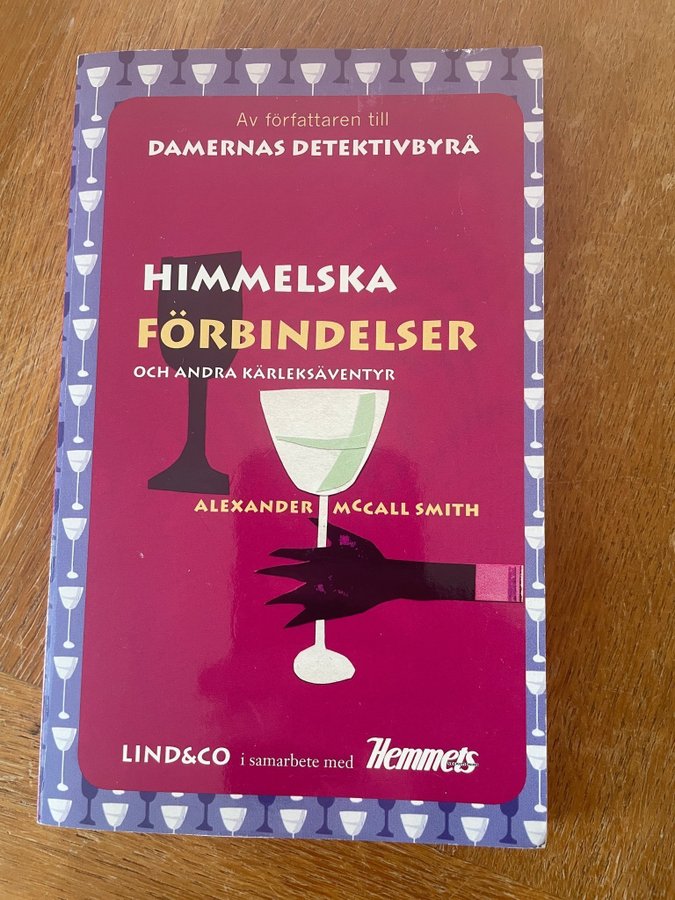 Av författaren till
DAMERNAS DETEKTIVBYRÅ
HIMMELSKA
FÖRBINDELSER
OCH ANDRA KÄRLEKSÄVENTYR
ALEXANDER McCALL SMITH
LIND&CO i samarbete med Hemmets